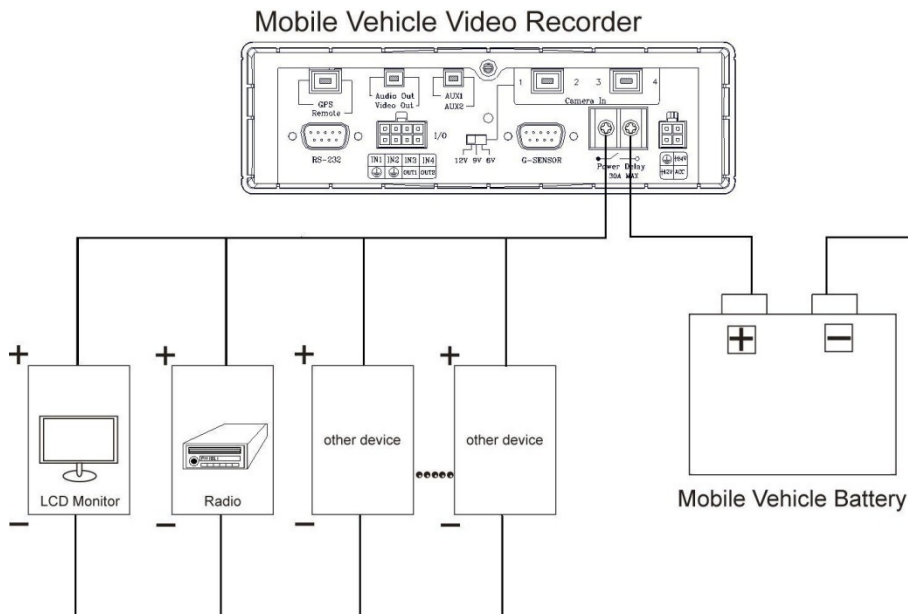 Mobile Vehicle Video Recorder
GPS
Remote
Audio Out
Video Out
AUX1
AUX2
1 2 3 4
Camera In
RS-232
I/O
IN1 IN2 IN3 IN4
OUT1 OUT2
12V 9V 6V
G-SENSOR
Power Delay
30A MAX
+24V
+12V ACC
+ + + +
+ −
other device
other device
LCD Monitor
Radio
− − − −
Mobile Vehicle Battery